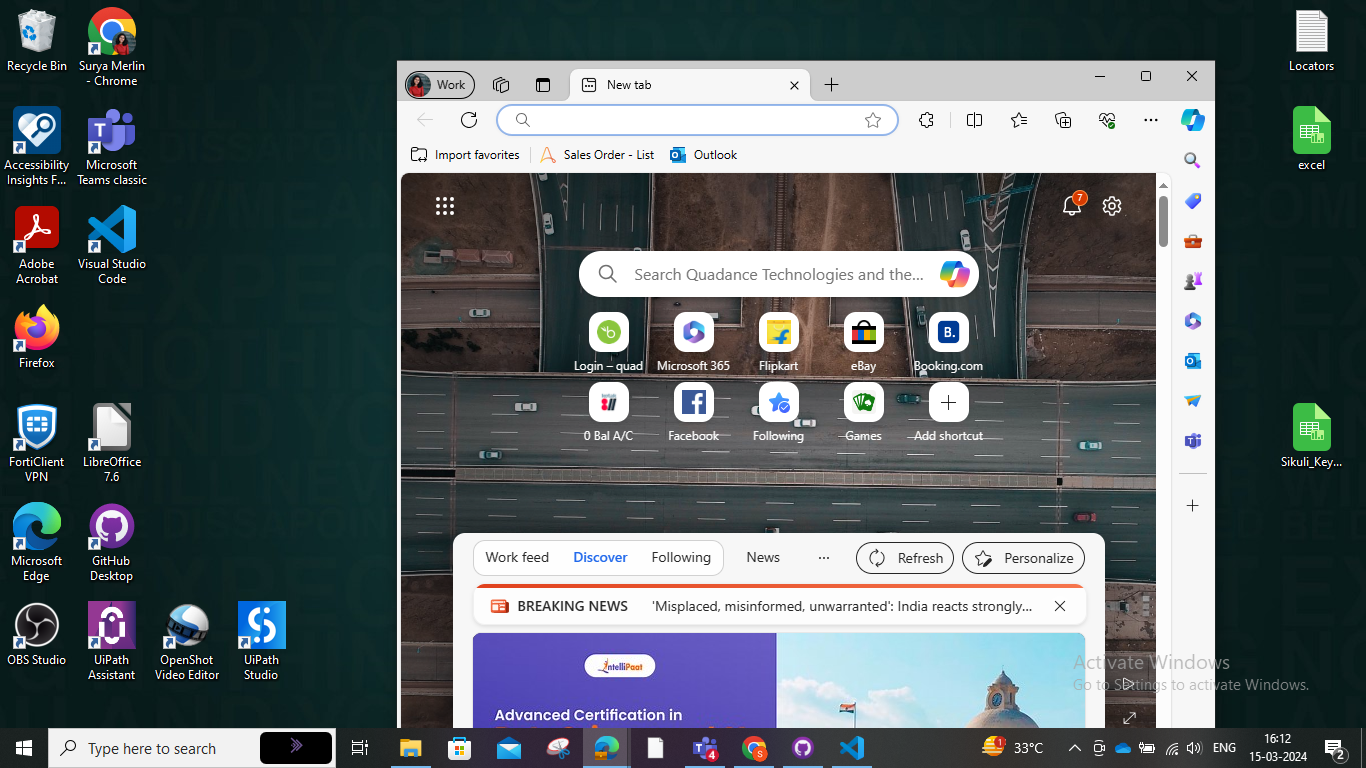 Recycle Bin
Surya Merlin
- Chrome
Accessibility
Insights F...
Microsoft
Teams classic
Adobe
Acrobat
Visual Studio
Code
Firefox
FortiClient
VPN
LibreOffice
7.6
Microsoft
Edge
GitHub
Desktop
OBS Studio
UiPath
Assistant
OpenShot
Video Editor
UiPath
Studio
Locators
excel
Sikuli_Key...
Work
New tab
Import favorites
Sales Order - List
Outlook
7
Search Quadance Technologies and the...
Login – quad
Microsoft 365
Flipkart
eBay
B.
Booking.com
0 Bal A/C
Facebook
Following
Games
Add shortcut
Work feed
Discover
Following
News
...
Refresh
Personalize
BREAKING NEWS
'Misplaced, misinformed, unwarranted': India reacts strongly...
IntelliPaat
Advanced Certification in
Activate Windows
Go to Settings to activate Windows.
Type here to search
4
S
1
33°C
ENG
16:12
15-03-2024
2